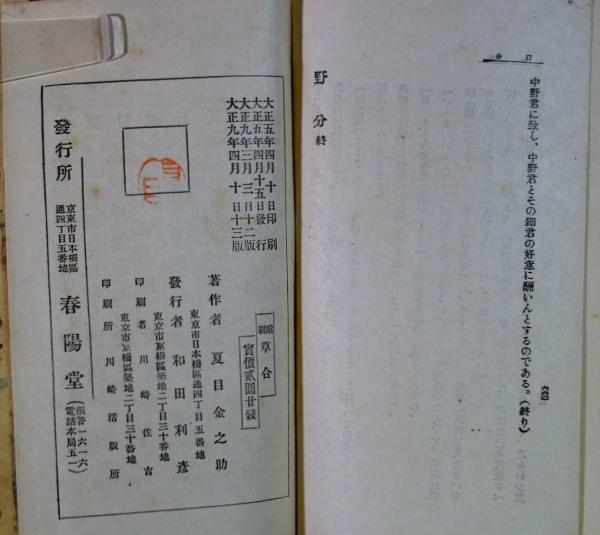 中野君に致し、中野君とその細君の好意に酬いんとするのである。(終り)
野分 終
大正五年四月十日印刷
大正五年四月十五日發行
大正九年三月三日十二版
大正九年四月十日十三版
縮刷 草合
實價貳圓廿錢
著作者 夏目金之助
東京市日本橋區通四丁目五番地
發行者 和田利彦
東京市京橋區築地二丁目三十番地
印刷者 川崎佐吉
東京市京橋區築地二丁目三十番地
印刷所 川崎活版所
發行所
東京市日本橋區
通四丁目五番地
春陽堂
(振替一六一六
電話本局五一)